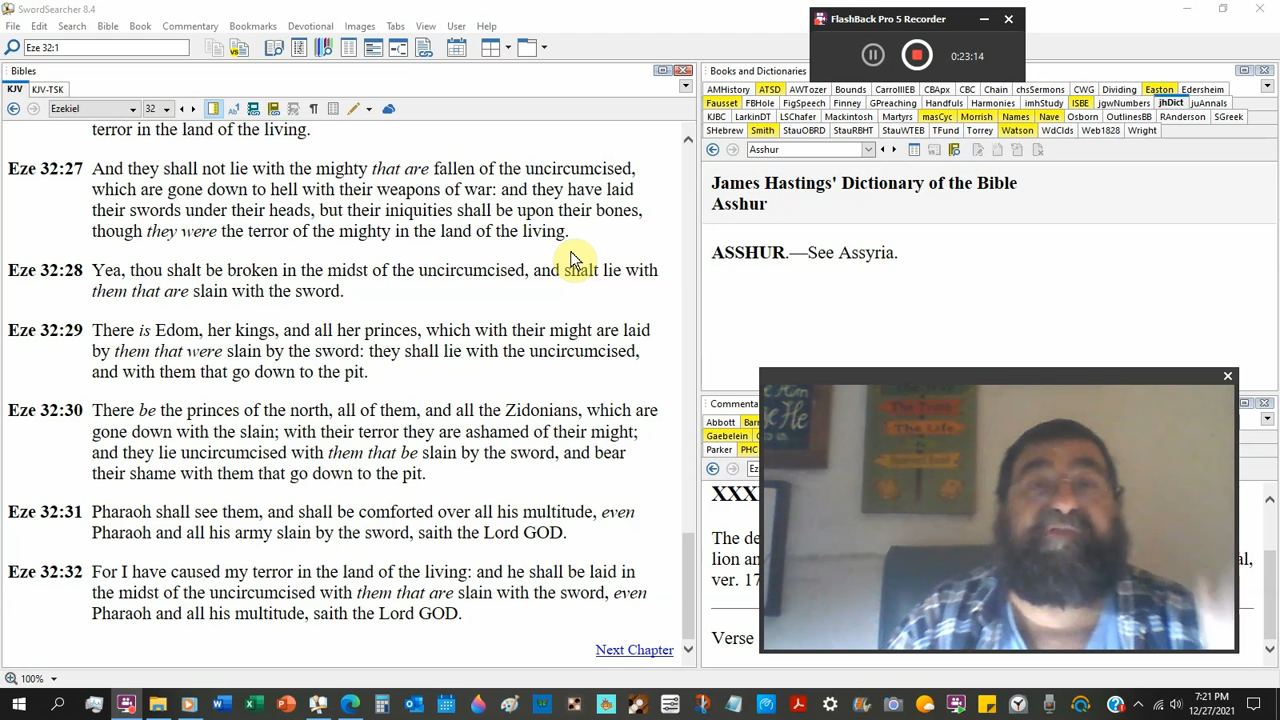 SwordSearcher 8.4
File Edit Search Bible Book Commentary Bookmarks Devotional Images Tabs View User Help
Eze 32:1
FlashBack Pro 5 Recorder
0:23:14
Bibles
KJV KJV-TSK
Ezekiel 32
terror in the land of the living.
Eze 32:27 And they shall not lie with the mighty that are fallen of the uncircumcised,
which are gone down to hell with their weapons of war: and they have laid
their swords under their heads, but their iniquities shall be upon their bones,
though they were the terror of the mighty in the land of the living.
Eze 32:28 Yea, thou shalt be broken in the midst of the uncircumcised, and shalt lie with
them that are slain with the sword.
Eze 32:29 There is Edom, her kings, and all her princes, which with their might are laid
by them that were slain by the sword: they shall lie with the uncircumcised,
and with them that go down to the pit.
Eze 32:30 There be the princes of the north, all of them, and all the Zidonians, which are
gone down with the slain; with their terror they are ashamed of their might;
and they lie uncircumcised with them that be slain by the sword, and bear
their shame with them that go down to the pit.
Eze 32:31 Pharaoh shall see them, and shall be comforted over all his multitude, even
Pharaoh and all his army slain by the sword, saith the Lord GOD.
Eze 32:32 For I have caused my terror in the land of the living: and he shall be laid in
the midst of the uncircumcised with them that are slain with the sword, even
Pharaoh and all his multitude, saith the Lord GOD.
Next Chapter
100%
Books and Dictionaries
AMHistory ATSD AWTozer Bounds CarrollIEB CBApx CBC Chain chsSermons CWG Dividing Easton Edersheim
Fausset FBHole FigSpeech Finney GPreaching Handfuls Harmonies imhStudy ISBE jgwNumbers jhDict juAnnals
KJBC LarkinDT LSChafer Mackintosh Martyrs masCyc Morrish Names Nave Osborn OutlinesBB RAnderson SGreek
SHebrew Smith StauOBRD StauRBHT StauWTEB TFund Torrey Watson WdClds Web1828 Wright
Asshur
James Hastings' Dictionary of the Bible
Asshur
ASSHUR.—See Assyria.
Commenta
Abbott Bar
Gaebelein
Parker PHC
Ez
XXX
The de
lion an
ver. 17
al,
Verse
The Life
7:21 PM
12/27/2021